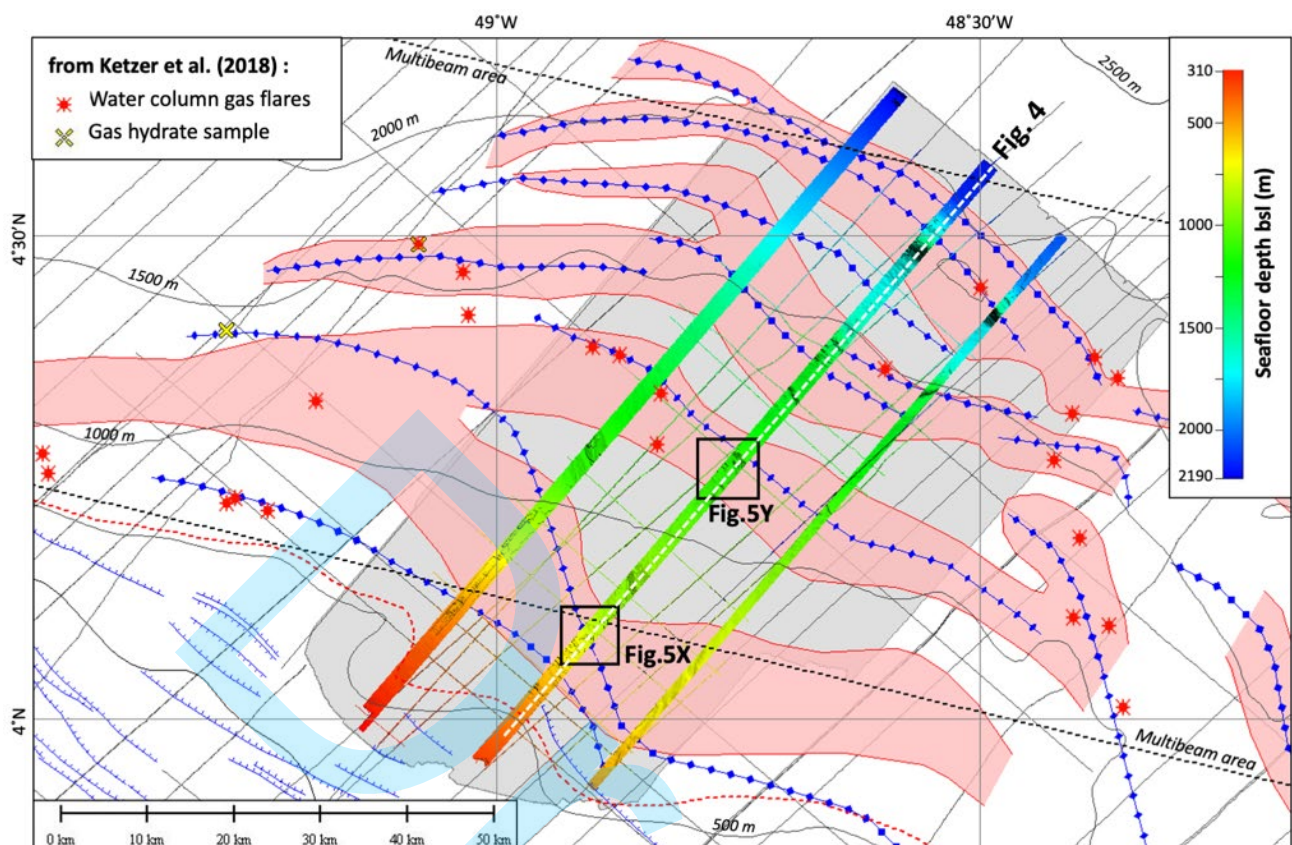 49°W
48°30'W
from Ketzer et al. (2018) :
Water column gas flares
Gas hydrate sample
Multibeam area
2500 m
2000 m
Fig. 4
310
500
1000
1500
2000
2190
Seafloor depth bsl (m)
4°30'N
1500 m
1000 m
Fig.5Y
Fig.5X
4°N
Multibeam area
500 m
0 km
10 km
20 km
30 km
40 km
50 km